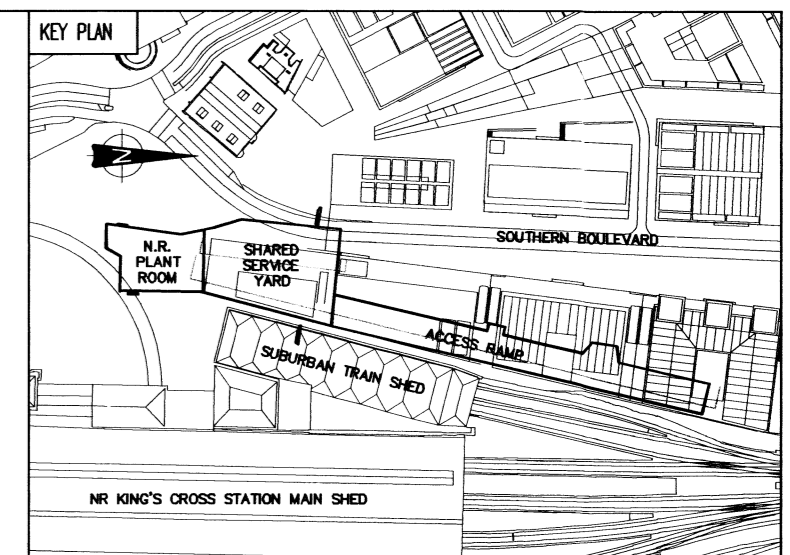 KEY PLAN
N
N.R.
PLANT
ROOM
SHARED
SERVICE
YARD
SOUTHERN BOULEVARD
ACCESS RAMP
SUBURBAN TRAIN SHED
NR KING'S CROSS STATION MAIN SHED